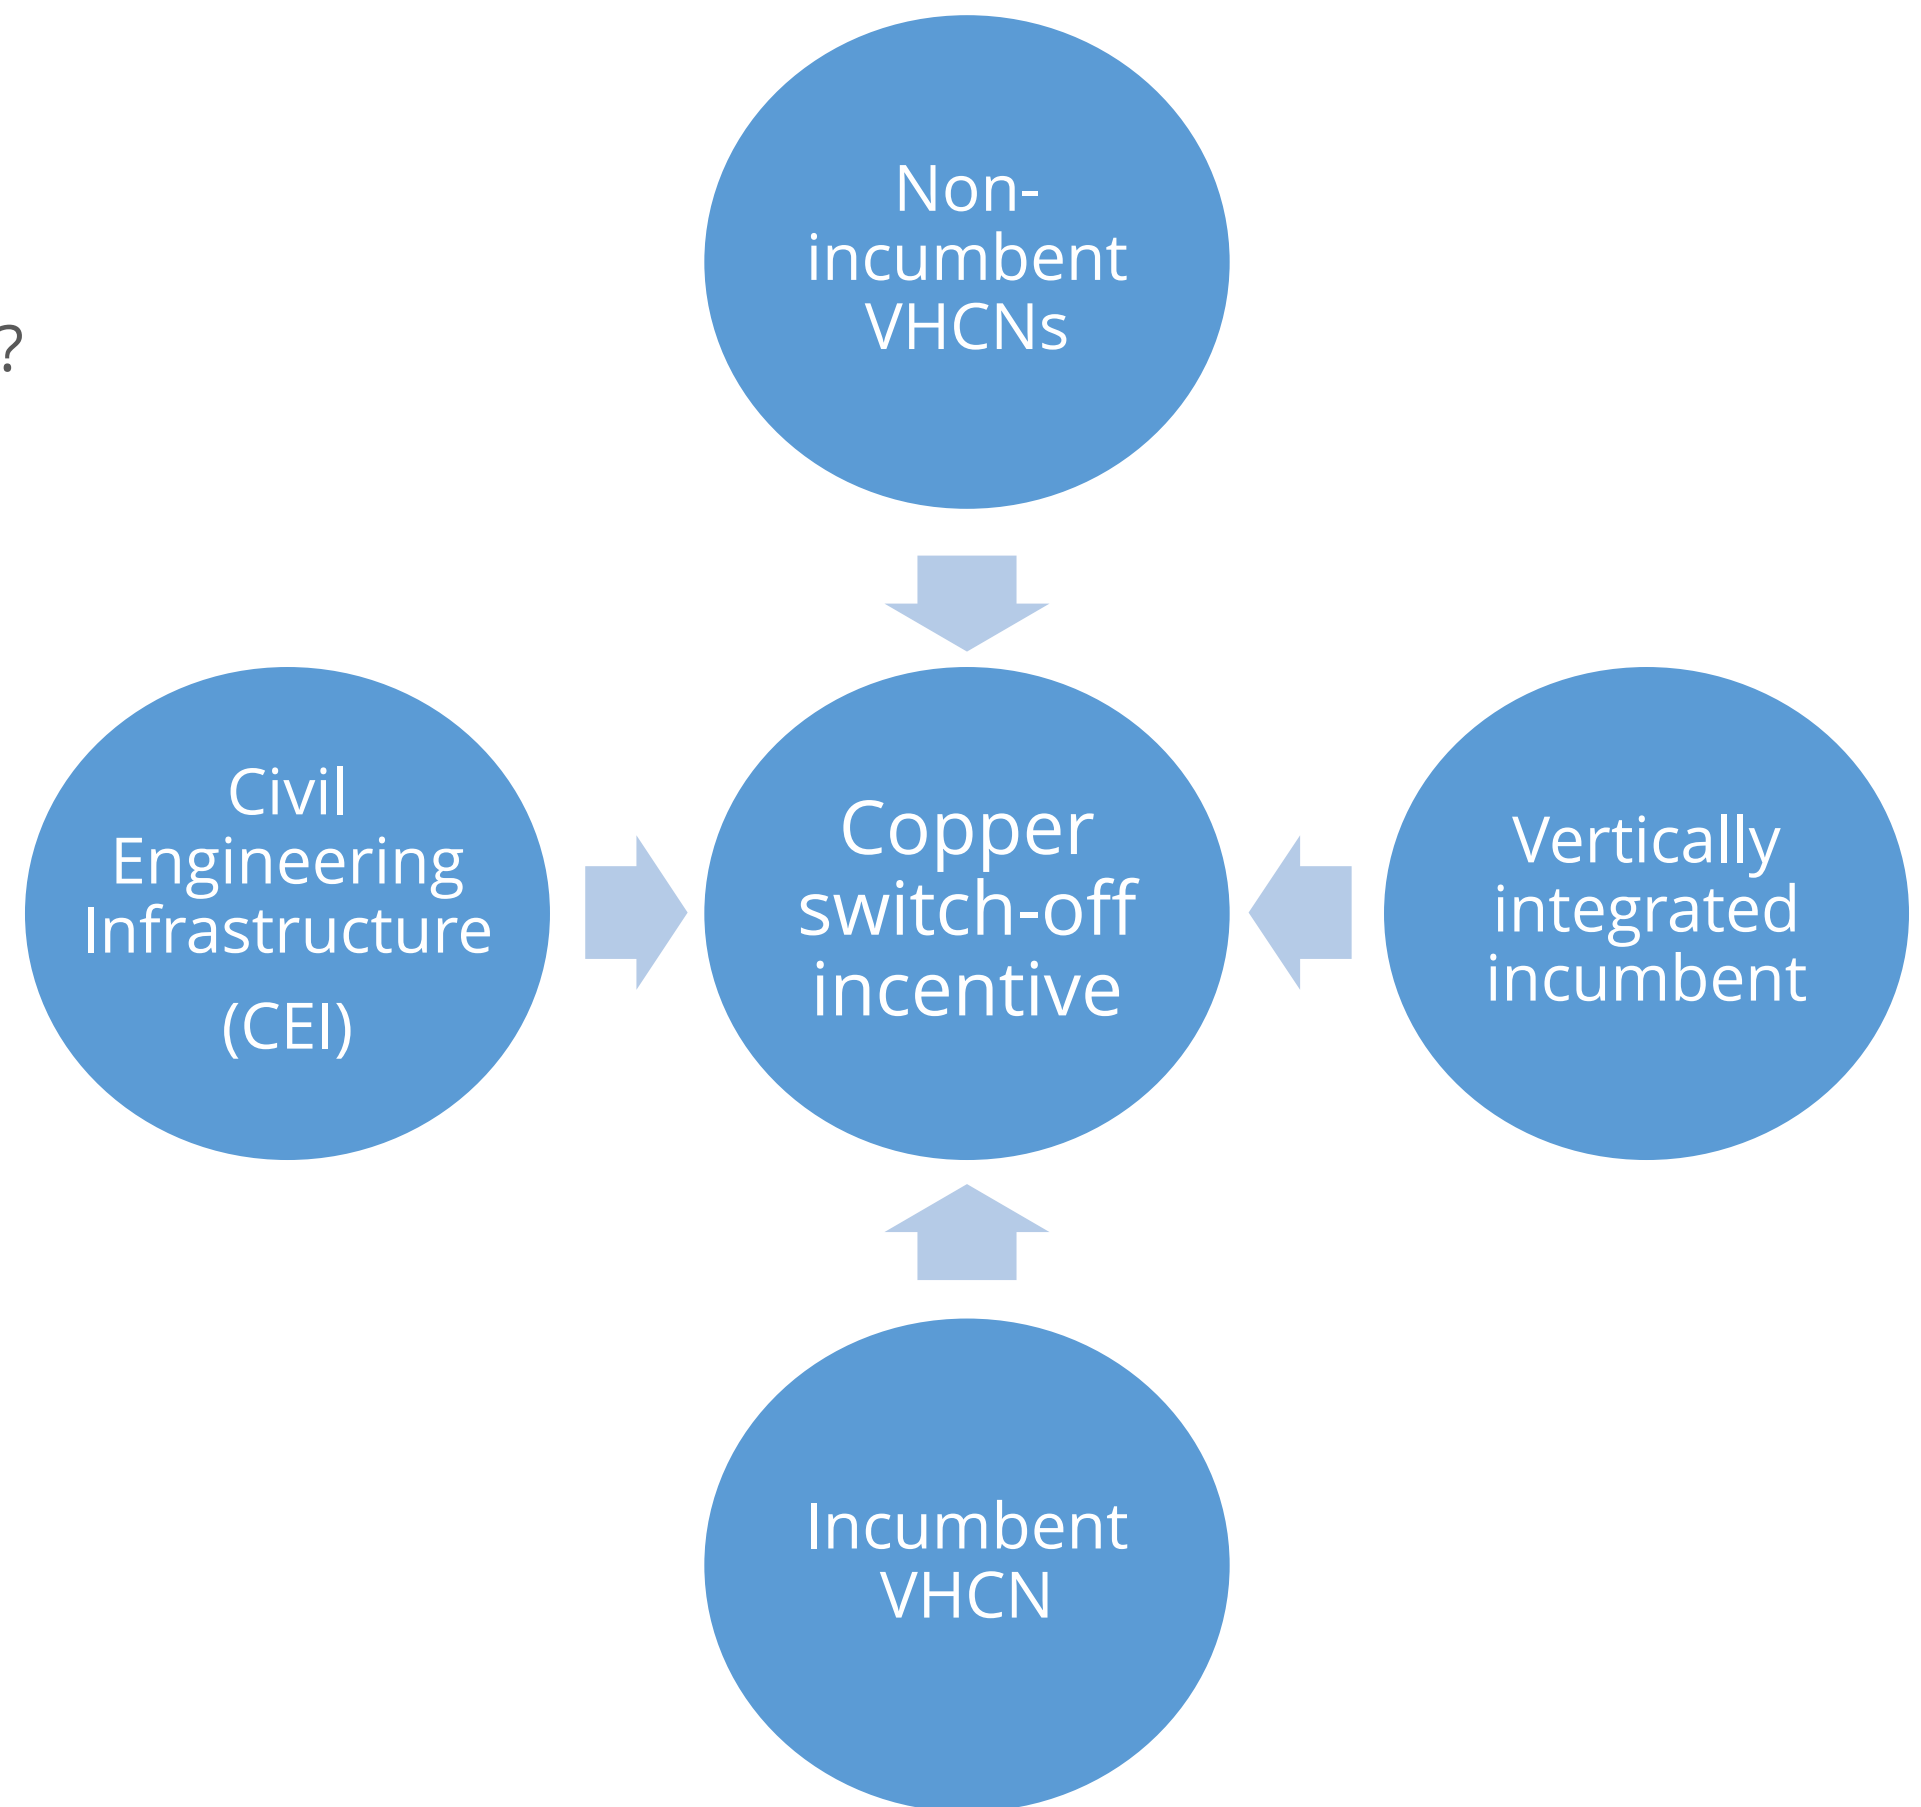 Non-
incumbent
VHCNs
?
Civil
Engineering
Infrastructure
(CEI)
Copper
switch-off
incentive
Vertically
integrated
incumbent
Incumbent
VHCN